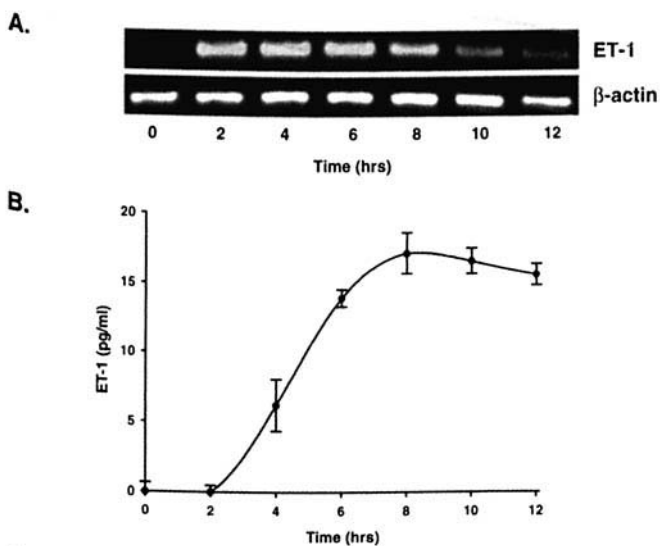 A.
ET-1
β-actin
0 2 4 6 8 10 12
Time (hrs)
B.
20
15
10
5
0
ET-1 (pg/ml)
0 2 4 6 8 10 12
Time (hrs)